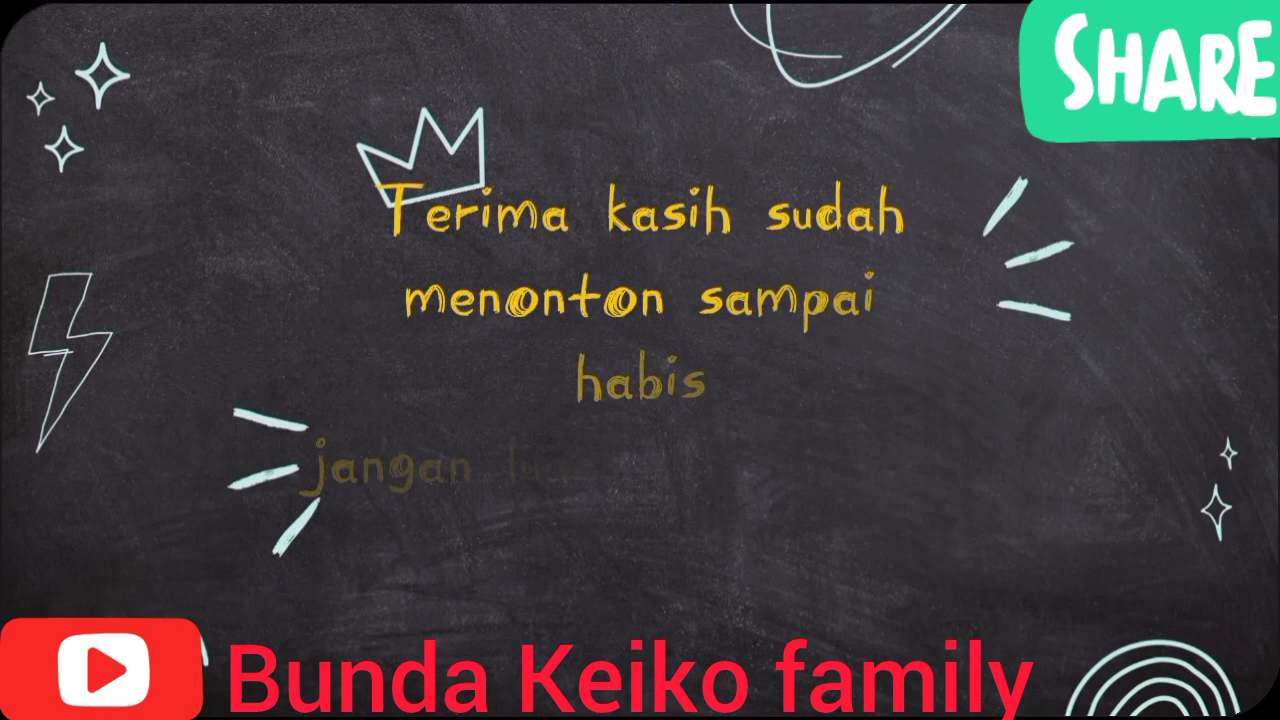 SHARE
Terima kasih sudah
menonton sampai
habis
jangan
Bunda Keiko family